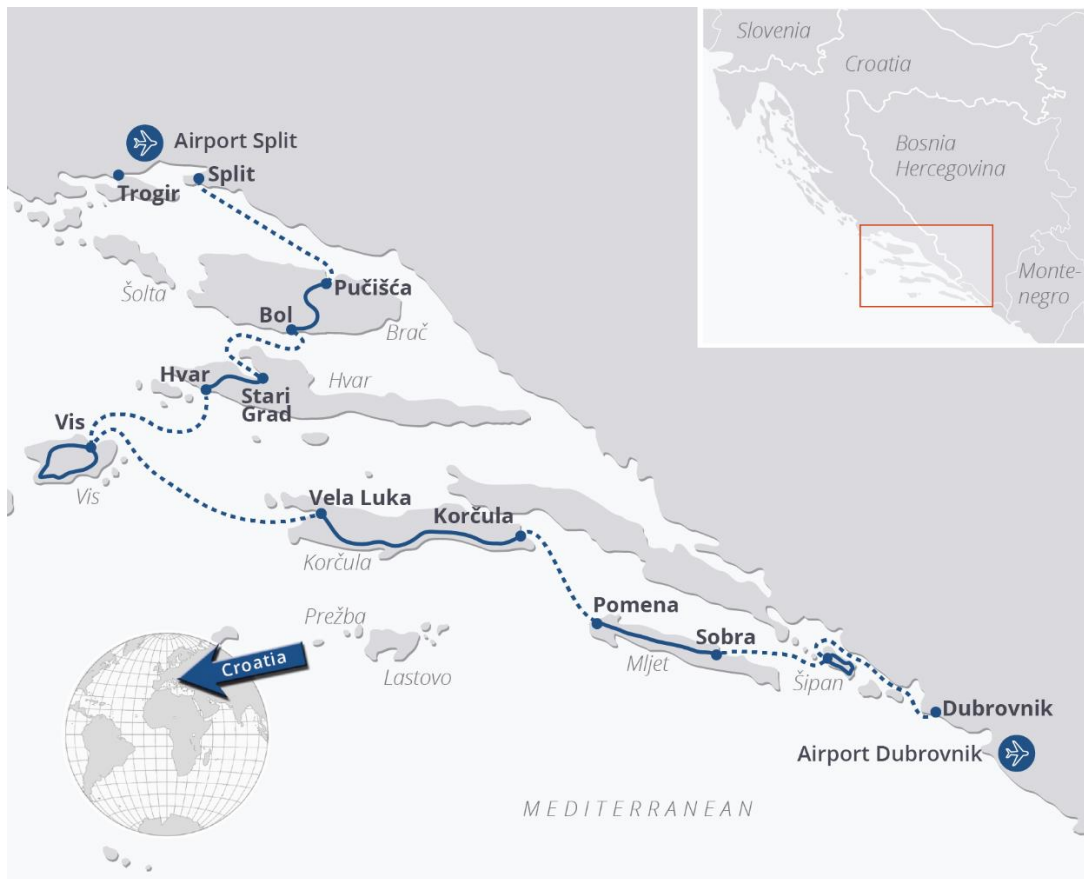 Slovenia
Croatia
Bosnia
Hercegovina
Monte-
negro
Airport Split
Trogir
Split
Šolta
Pučišća
Bol
Brač
Hvar
Stari
Grad
Hvar
Vis
Vis
Vela Luka
Korčula
Korčula
Prežba
Lastovo
Pomena
Sobra
Mljet
Šipan
Dubrovnik
Airport Dubrovnik
Croatia
MEDITERRANEAN